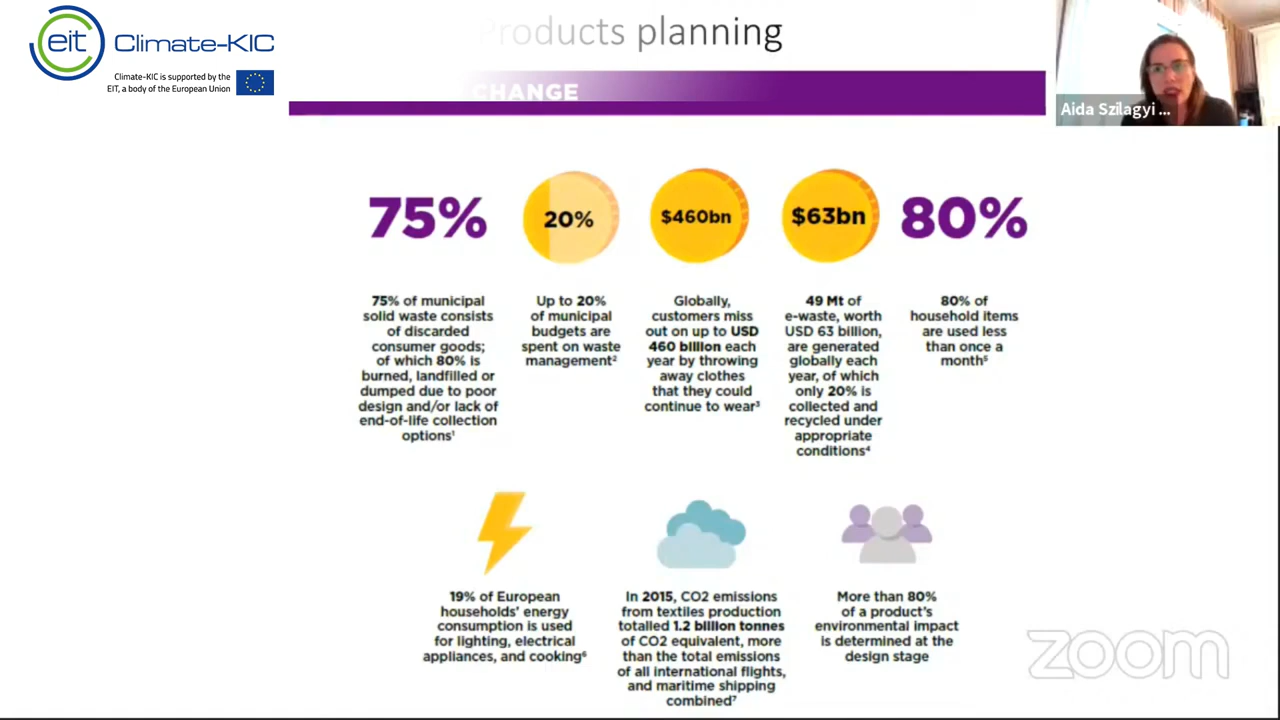 eit Climate-KIC
Climate-KIC is supported by the
EIT, a body of the European Union
Products planning
CHANGE
Aida Szilagyi ...
75%
20%
$460bn
$63bn
80%
75% of municipal
solid waste consists
of discarded
consumer goods;
of which 80% is
burned, landfilled or
dumped due to poor
design and/or lack of
end-of-life collection
options¹
Up to 20%
of municipal
budgets are
spent on waste
management²
Globally,
customers miss
out on up to USD
460 billion each
year by throwing
away clothes
that they could
continue to wear³
49 Mt of
e-waste, worth
USD 63 billion,
are generated
globally each
year, of which
only 20% is
collected and
recycled under
appropriate
conditions⁴
80% of
household items
are used less
than once a
month⁵
19% of European
households' energy
consumption is used
for lighting, electrical
appliances, and cooking⁶
In 2015, CO2 emissions
from textiles production
totalled 1.2 billion tonnes
of CO2 equivalent, more
than the total emissions
of all international flights,
and maritime shipping
combined⁷
More than 80%
of a product's
environmental impact
is determined at the
design stage
zoom